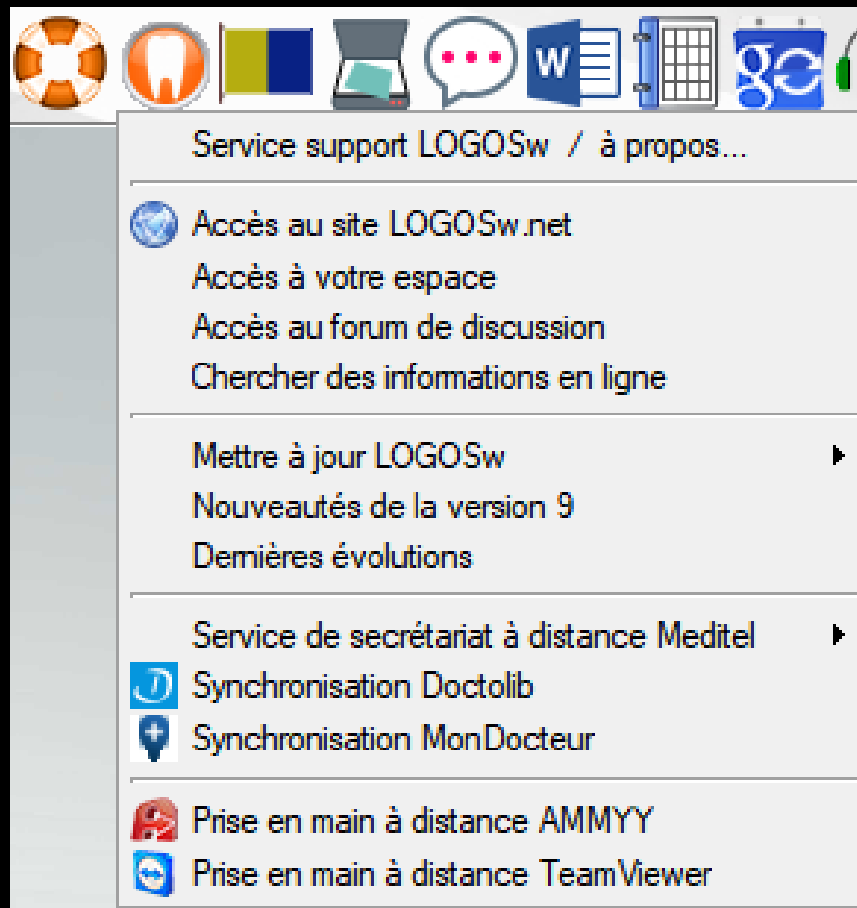 W
go
Service support LOGOSw / à propos...
Accès au site LOGOSw.net
Accès à votre espace
Accès au forum de discussion
Chercher des informations en ligne
Mettre à jour LOGOSw
Nouveautés de la version 9
Dernières évolutions
Service de secrétariat à distance Meditel
Synchronisation Doctolib
Synchronisation MonDocteur
Prise en main à distance AMMYY
Prise en main à distance TeamViewer